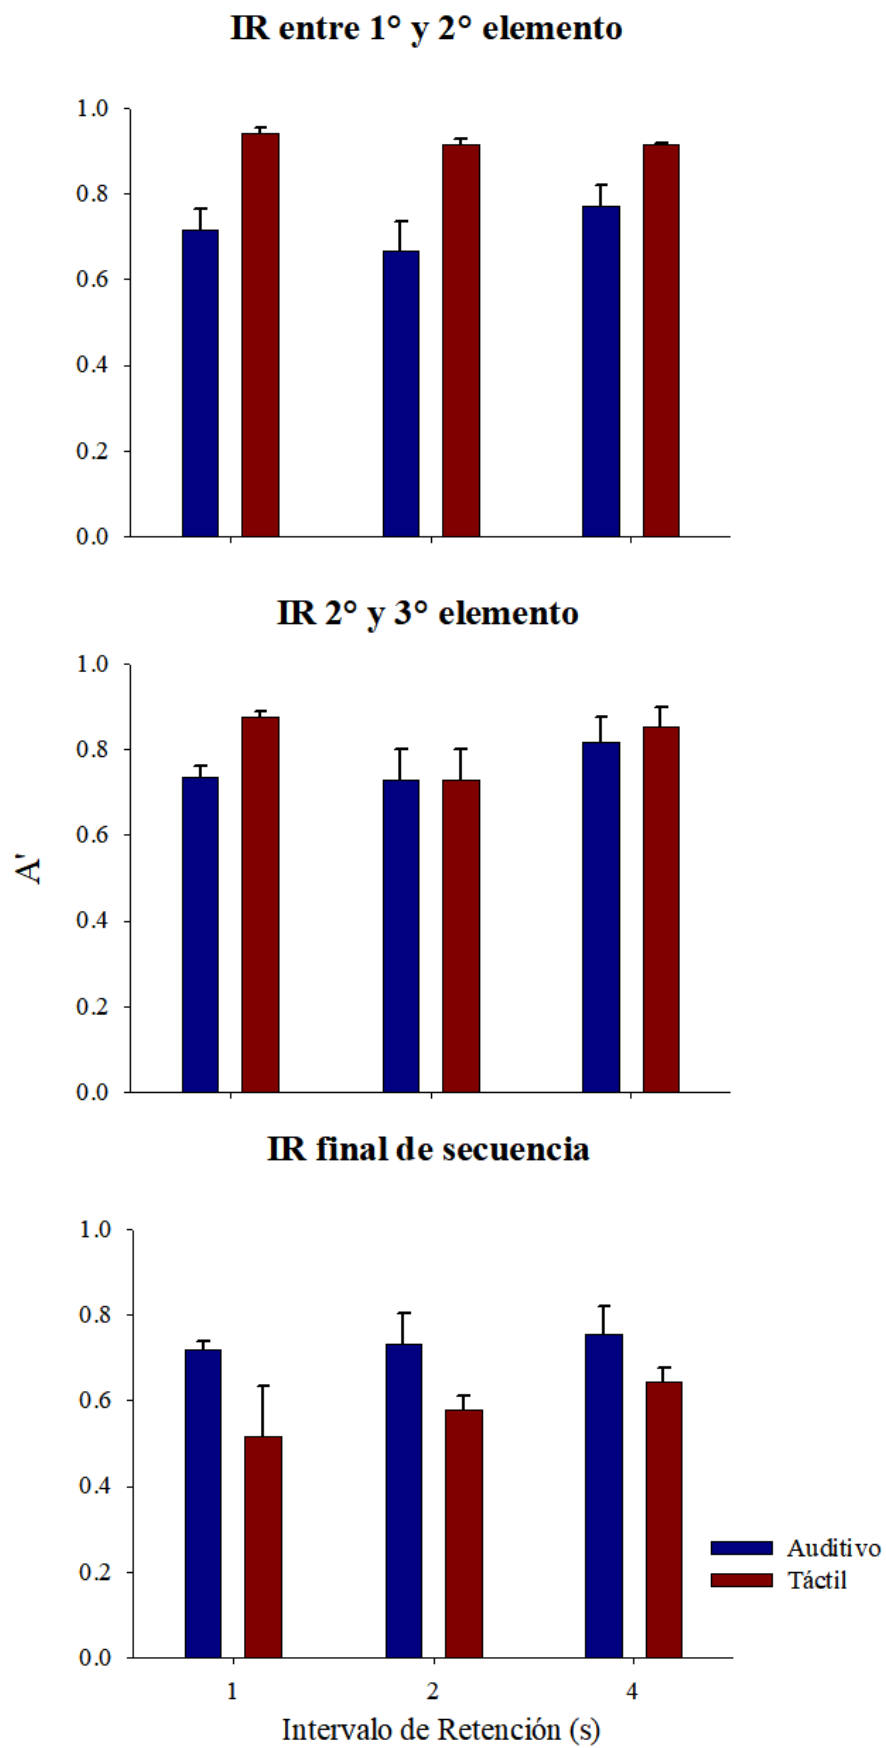 IR entre 1° y 2° elemento
1.0
0.8
0.6
0.4
0.2
0.0
IR 2° y 3° elemento
1.0
0.8
0.6
0.4
0.2
0.0
A'
IR final de secuencia
1.0
0.8
0.6
0.4
0.2
0.0
Auditivo
Táctil
1 2 4
Intervalo de Retención (s)